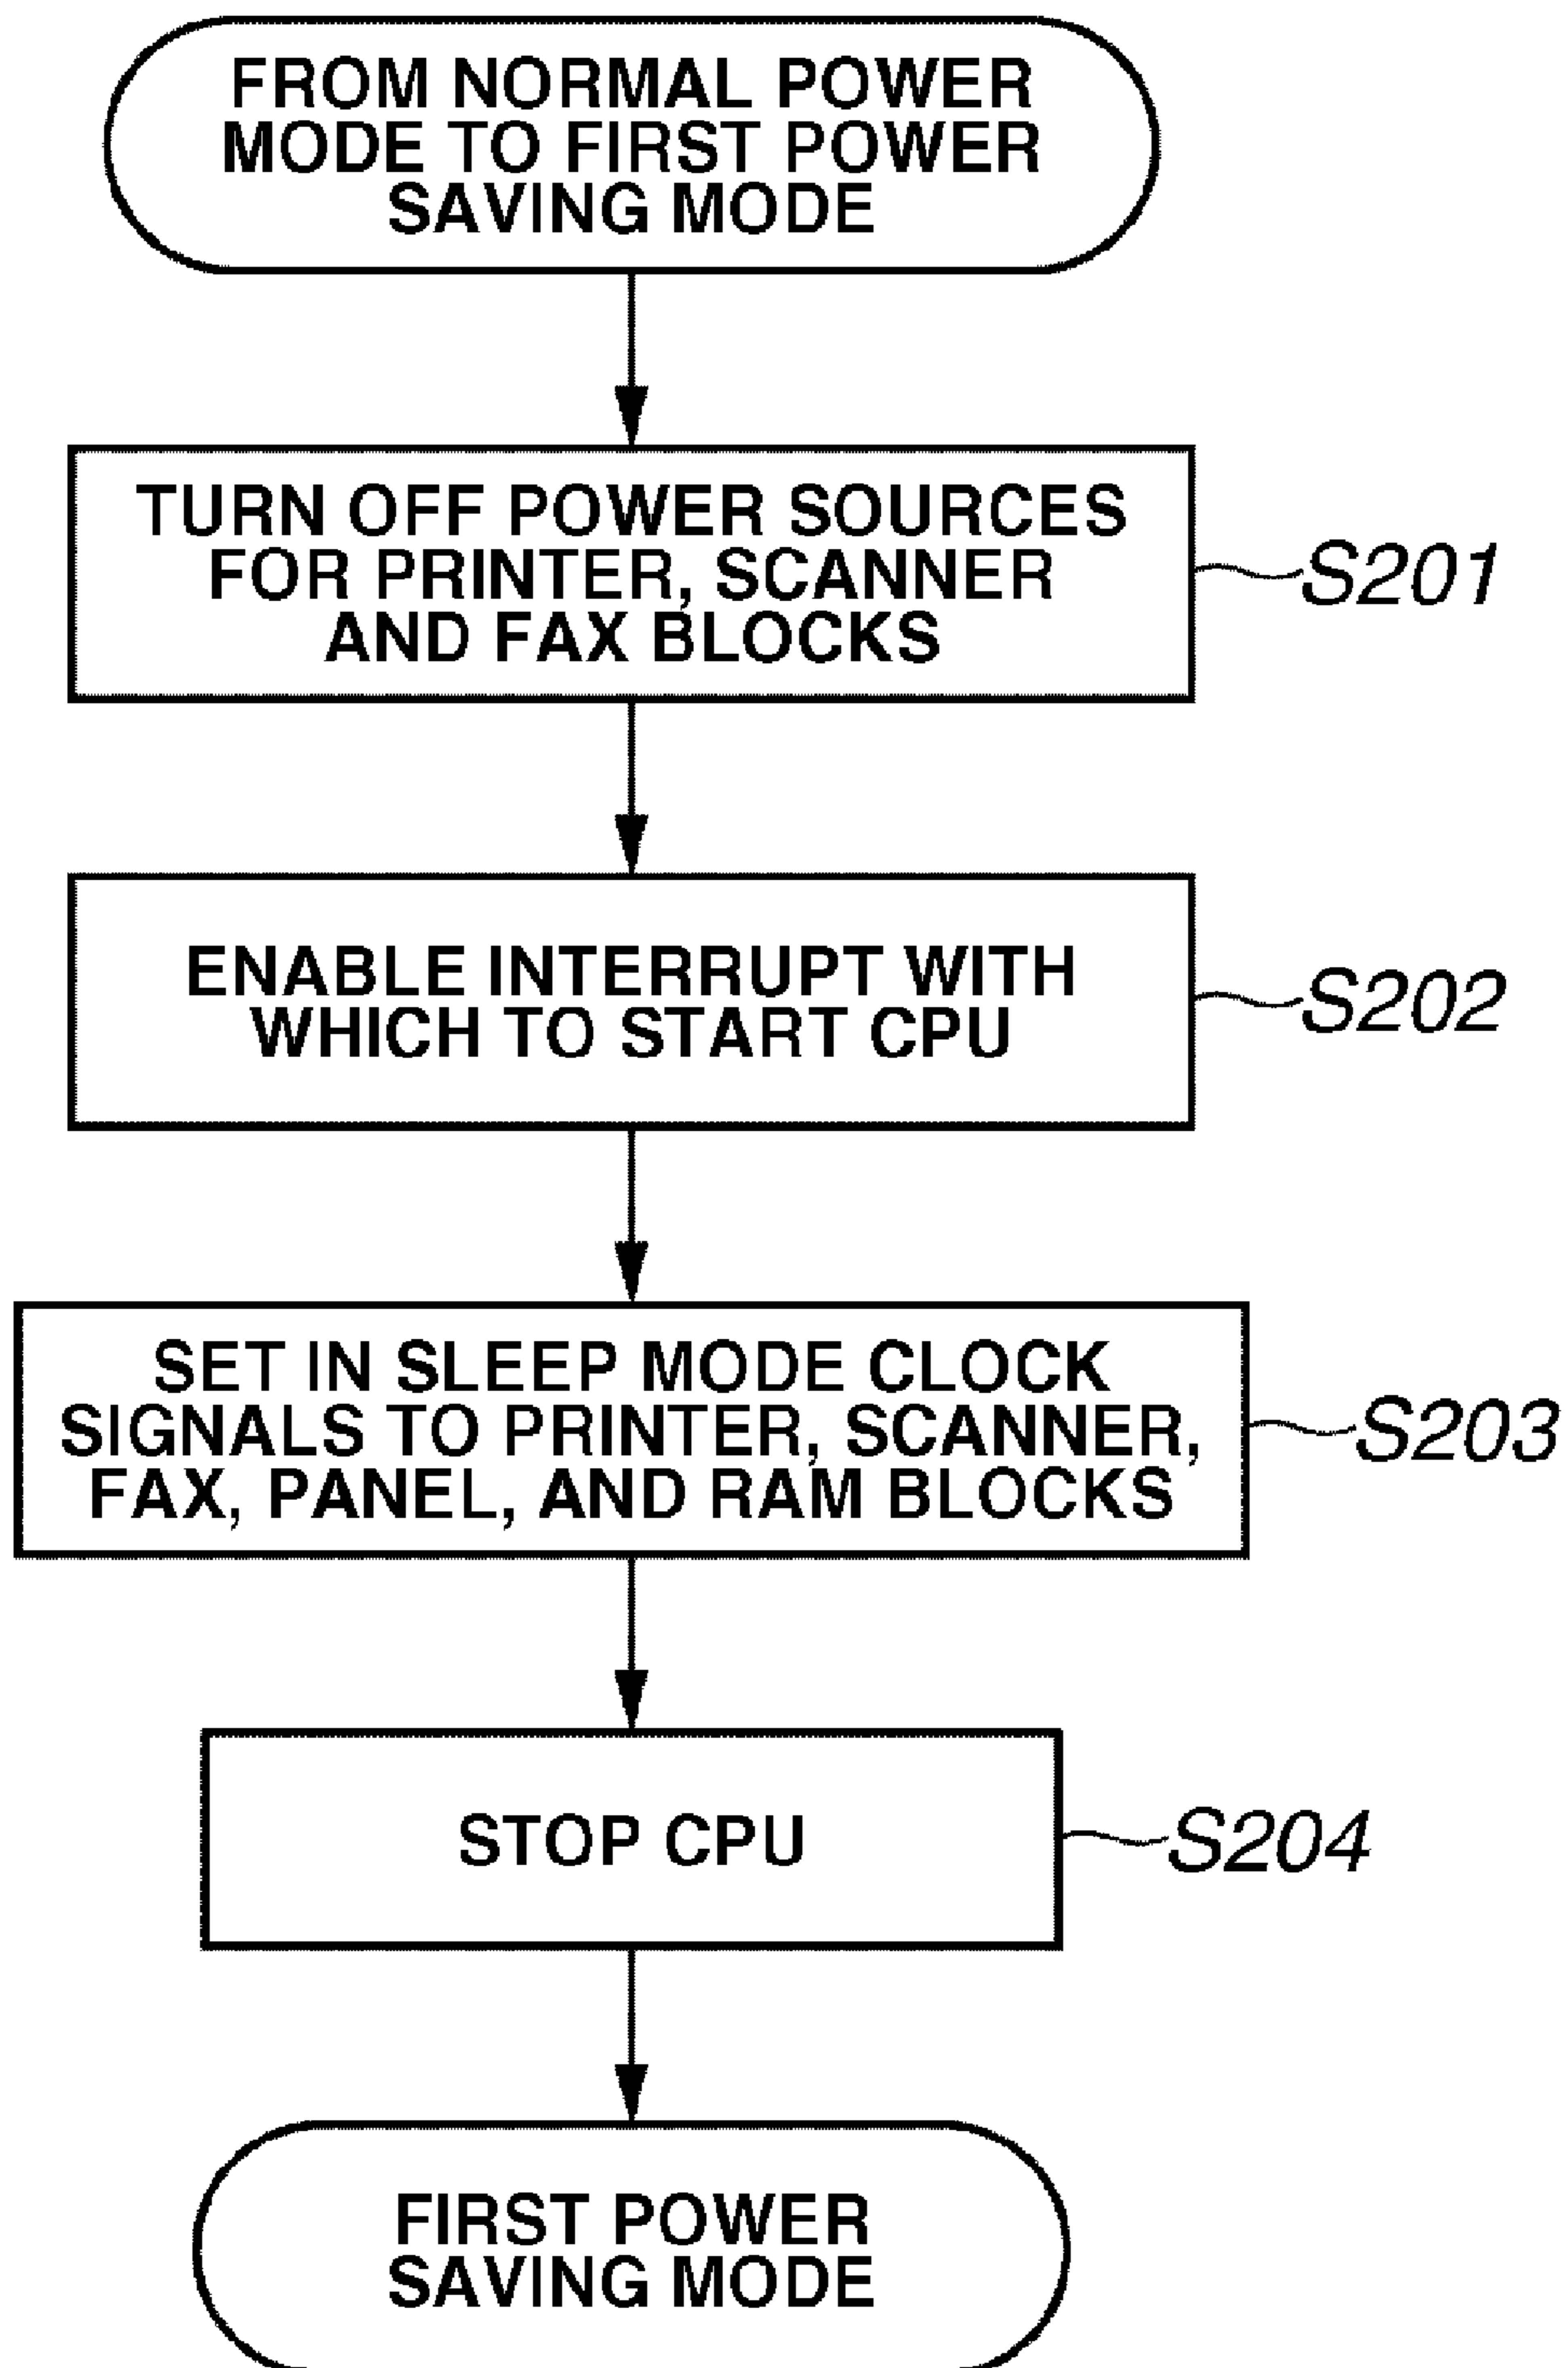 FROM NORMAL POWER
MODE TO FIRST POWER
SAVING MODE
TURN OFF POWER SOURCES
FOR PRINTER, SCANNER
AND FAX BLOCKS
S201
ENABLE INTERRUPT WITH
WHICH TO START CPU
S202
SET IN SLEEP MODE CLOCK
SIGNALS TO PRINTER, SCANNER,
FAX, PANEL, AND RAM BLOCKS
S203
STOP CPU
S204
FIRST POWER
SAVING MODE